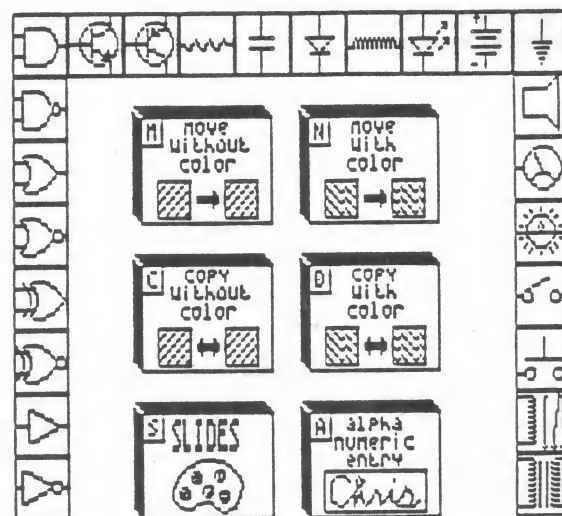 M
move
without
color
N
move
with
color
C
copy
without
color
D
copy
with
color
S
SLIDES
A
alpha
numeric
entry
Chris